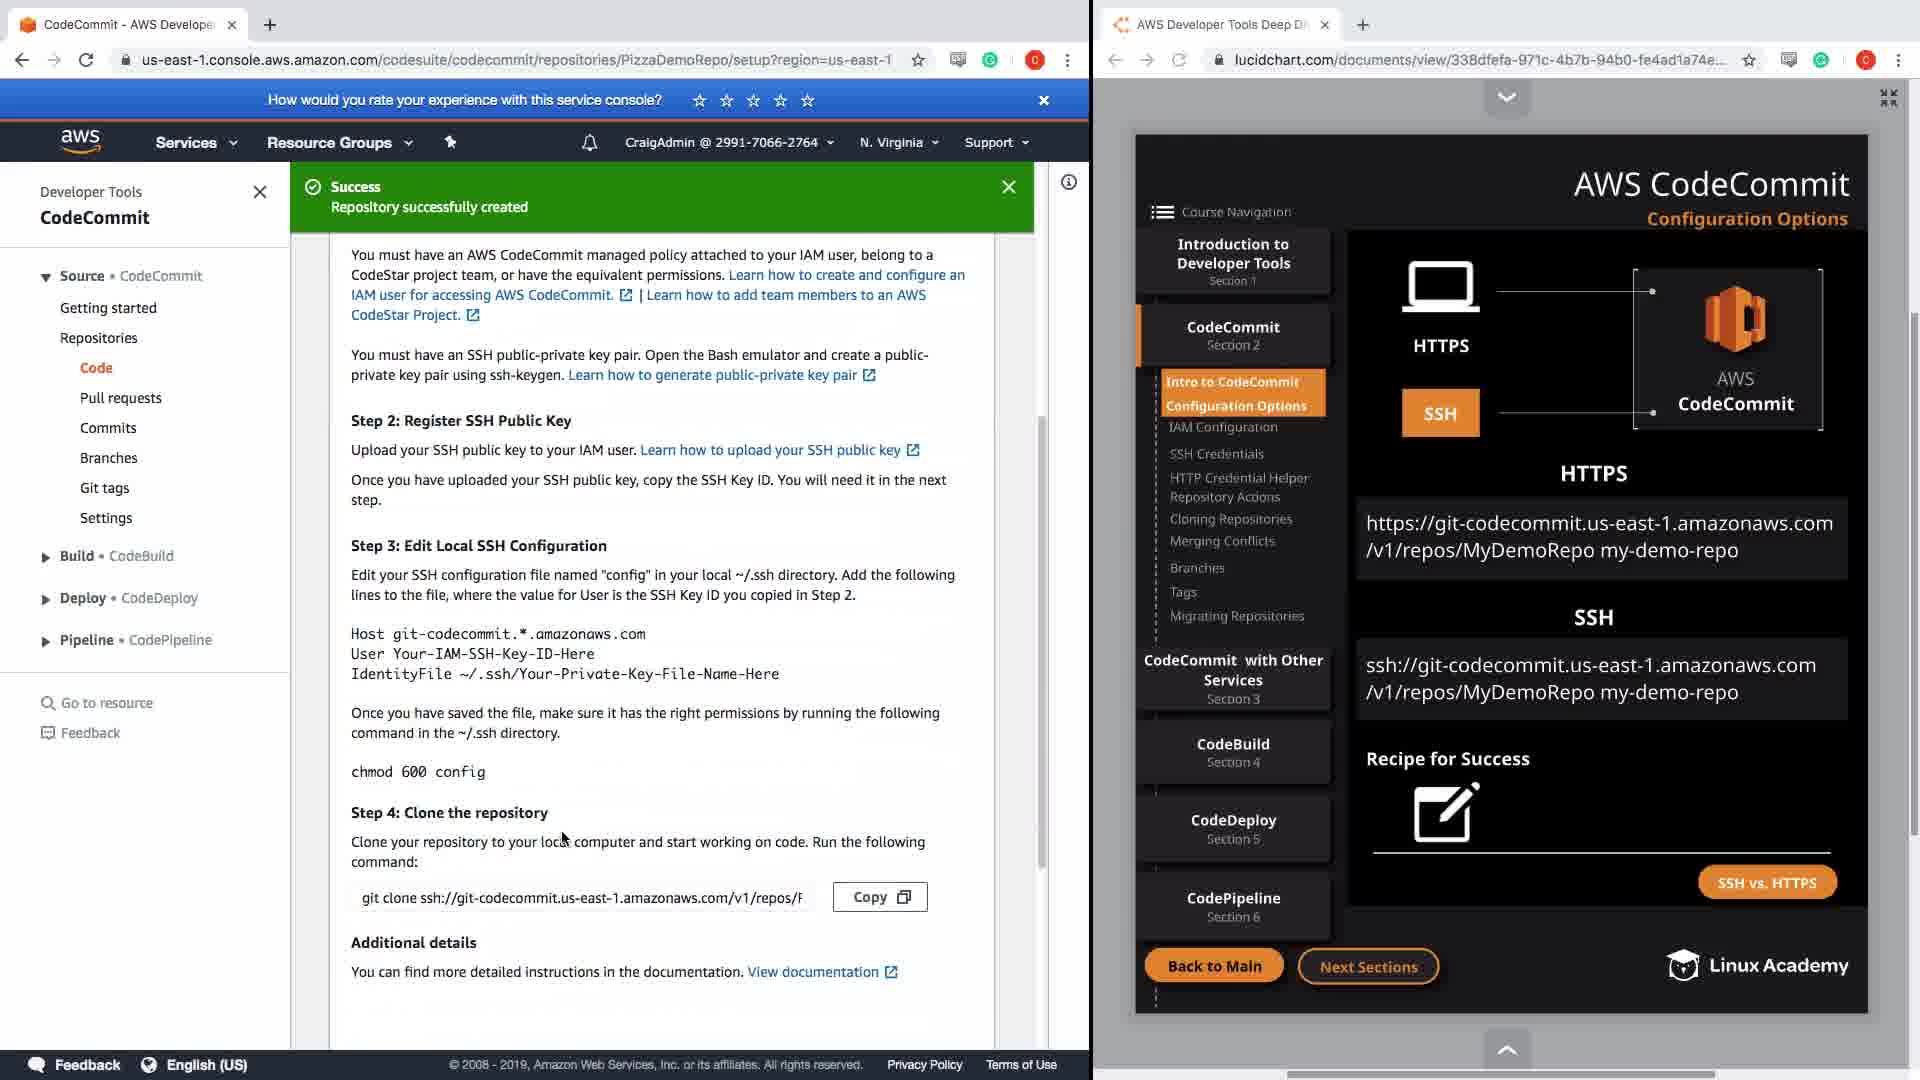 CodeCommit - AWS Develope
us-east-1.console.aws.amazon.com/codesuite/codecommit/repositories/PizzaDemoRepo/setup?region=us-east-1
C
How would you rate your experience with this service console?
aws
Services
Resource Groups
CraigAdmin @ 2991-7066-2764
N. Virginia
Support
Developer Tools
CodeCommit
Source • CodeCommit
Getting started
Repositories
Code
Pull requests
Commits
Branches
Git tags
Settings
Build • CodeBuild
Deploy • CodeDeploy
Pipeline • CodePipeline
Go to resource
Feedback
Success
Repository successfully created
You must have an AWS CodeCommit managed policy attached to your IAM user, belong to a
CodeStar project team, or have the equivalent permissions. Learn how to create and configure an
IAM user for accessing AWS CodeCommit. | Learn how to add team members to an AWS
CodeStar Project.
You must have an SSH public-private key pair. Open the Bash emulator and create a public-
private key pair using ssh-keygen. Learn how to generate public-private key pair
Step 2: Register SSH Public Key
Upload your SSH public key to your IAM user. Learn how to upload your SSH public key
Once you have uploaded your SSH public key, copy the SSH Key ID. You will need it in the next
step.
Step 3: Edit Local SSH Configuration
Edit your SSH configuration file named "config" in your local ~/.ssh directory. Add the following
lines to the file, where the value for User is the SSH Key ID you copied in Step 2.
Host git-codecommit.*.amazonaws.com
User Your-IAM-SSH-Key-ID-Here
IdentityFile ~/.ssh/Your-Private-Key-File-Name-Here
Once you have saved the file, make sure it has the right permissions by running the following
command in the ~/.ssh directory.
chmod 600 config
Step 4: Clone the repository
Clone your repository to your local computer and start working on code. Run the following
command:
git clone ssh://git-codecommit.us-east-1.amazonaws.com/v1/repos/
Copy
Additional details
You can find more detailed instructions in the documentation. View documentation
Feedback
English (US)
© 2008 - 2019, Amazon Web Services, Inc. or its affiliates. All rights reserved.
Privacy Policy
Terms of Use
AWS Developer Tools Deep Di
lucidchart.com/documents/view/338dfefa-971c-4b7b-94b0-fe4ad1a74e...
C
AWS CodeCommit
Configuration Options
Course Navigation
Introduction to
Developer Tools
Section 1
CodeCommit
Section 2
Intro to CodeCommit
Configuration Options
IAM Configuration
SSH Credentials
HTTP Credential Helper
Repository Actions
Cloning Repositories
Merging Conflicts
Branches
Tags
Migrating Repositories
CodeCommit with Other
Services
Section 3
CodeBuild
Section 4
CodeDeploy
Section 5
CodePipeline
Section 6
Back to Main
Next Sections
HTTPS
SSH
AWS
CodeCommit
HTTPS
https://git-codecommit.us-east-1.amazonaws.com
/v1/repos/MyDemoRepo my-demo-repo
SSH
ssh://git-codecommit.us-east-1.amazonaws.com
/v1/repos/MyDemoRepo my-demo-repo
Recipe for Success
SSH vs. HTTPS
Linux Academy